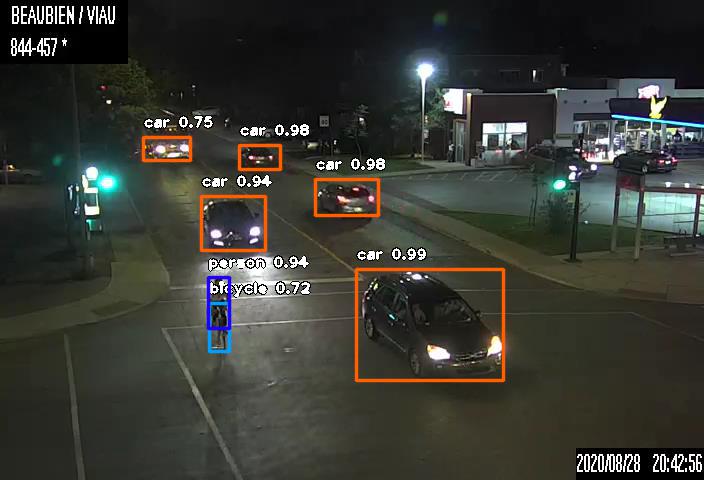 BEAUBIEN / VIAU
844-457 *
car 0.75
car 0.98
car 0.98
car 0.94
person 0.94
car 0.99
bicycle 0.72
2020/08/28 20:42:56